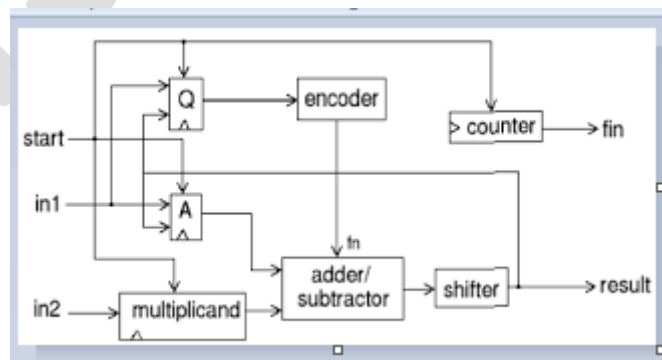 Q
encoder
> counter
fin
start
in1
A
fn
adder/
subtractor
shifter
result
in2
multiplicand